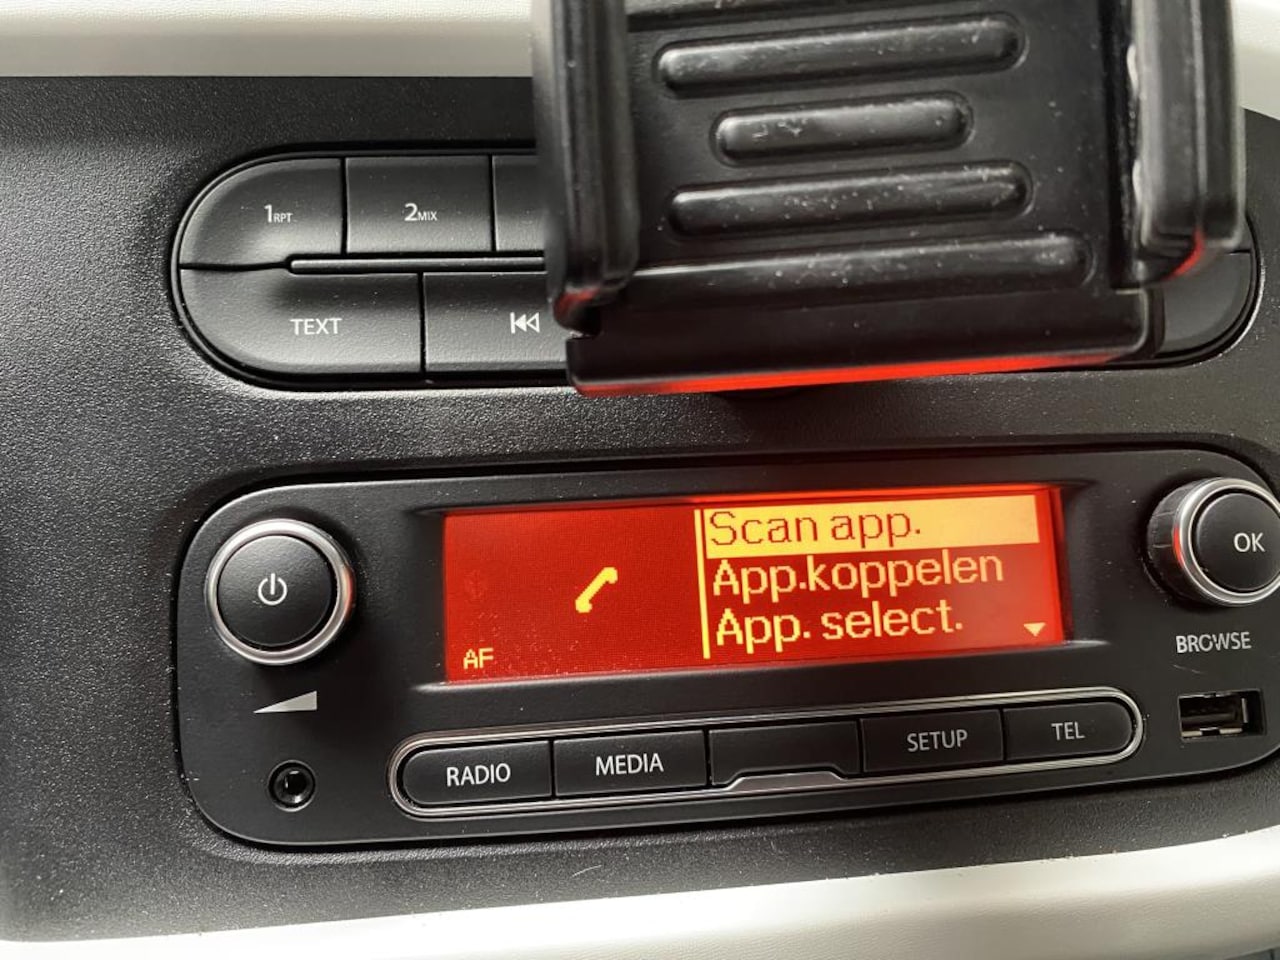 1RPT
2MIX
TEXT
Scan app.
App.koppelen
App. select.
AF
OK
BROWSE
RADIO
MEDIA
SETUP
TEL